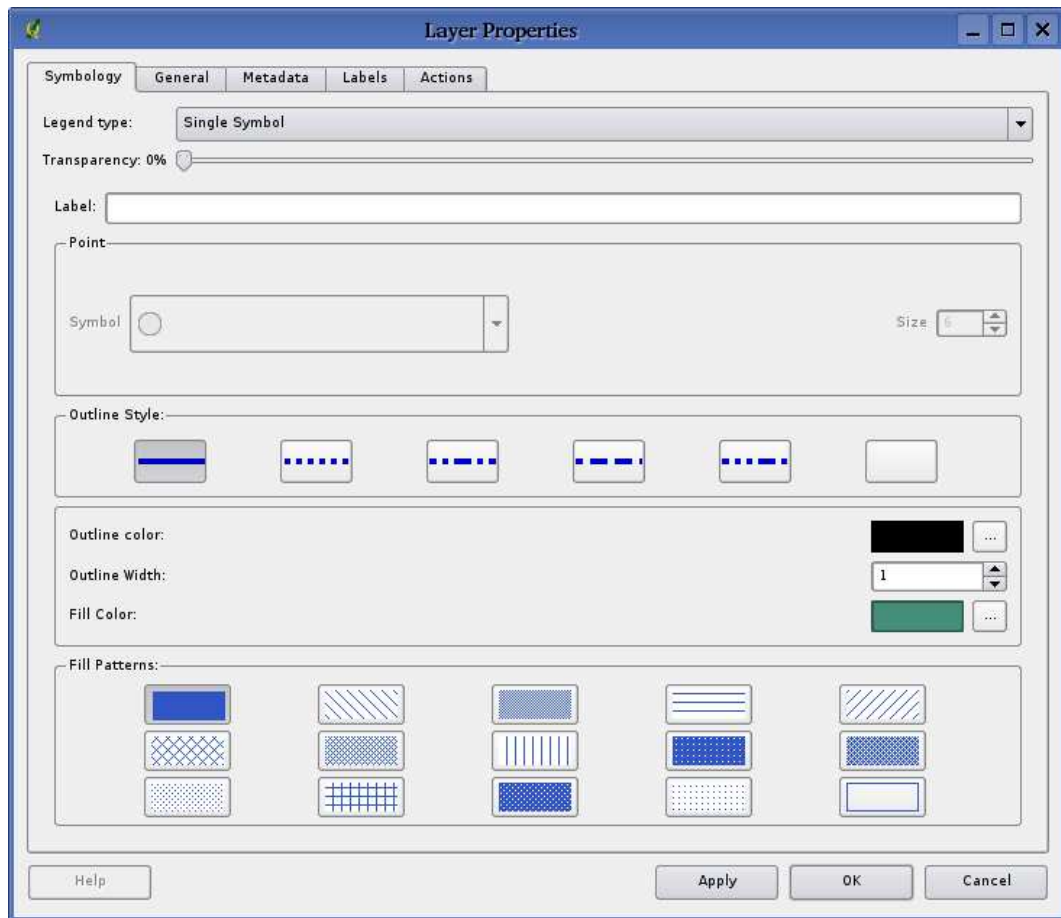 Layer Properties
Symbology General Metadata Labels Actions
Legend type: Single Symbol
Transparency: 0%
Label:
Point
Symbol Size 6
Outline Style:
Outline color: ...
Outline Width: 1
Fill Color: ...
Fill Patterns:
Help Apply OK Cancel